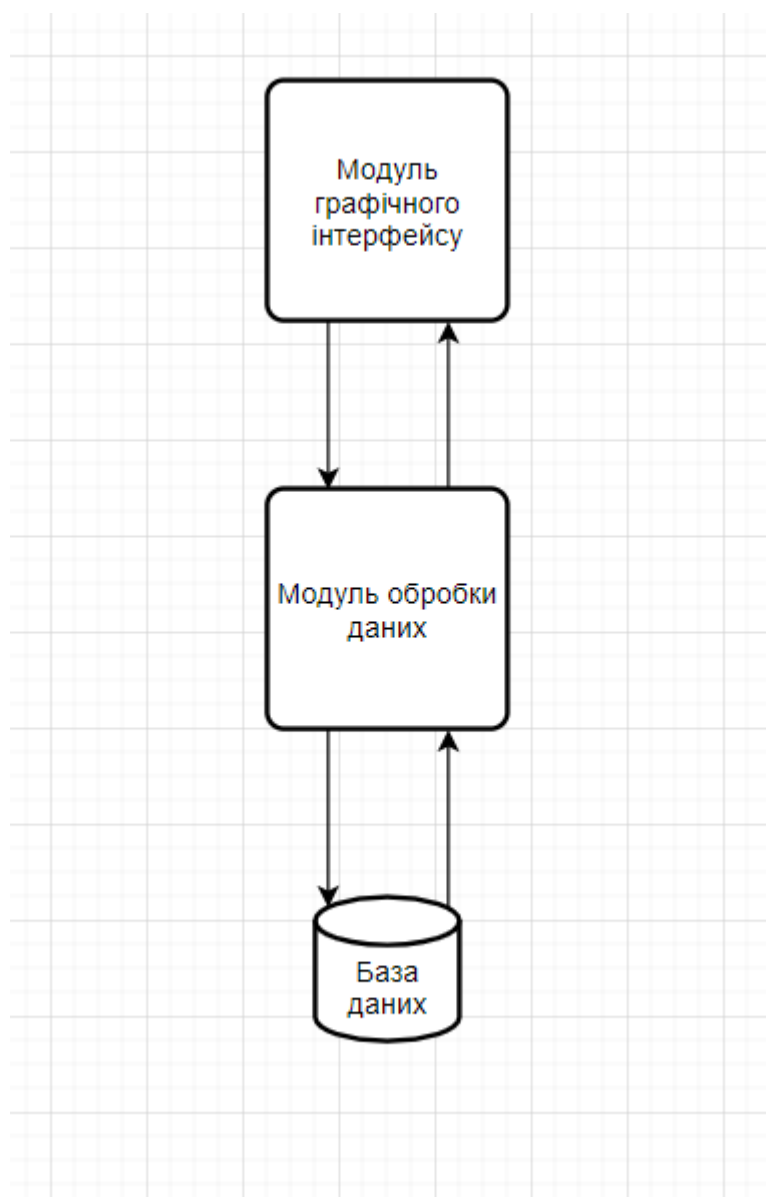 Модуль
графічного
інтерфейсу
Модуль обробки
даних
База
даних